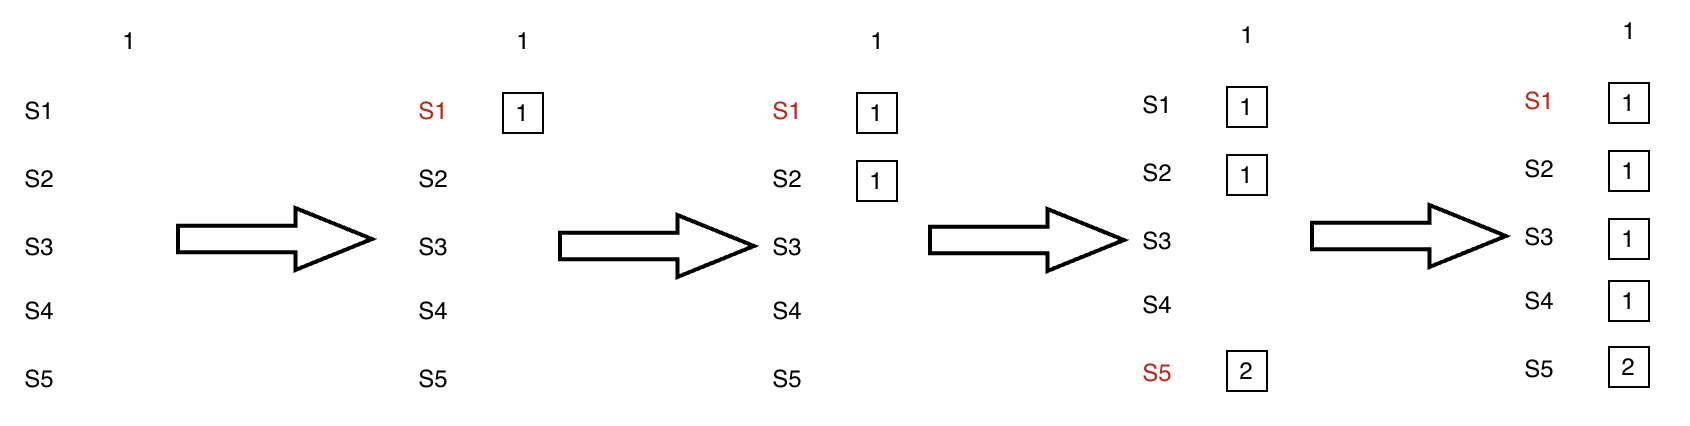 1 1 1 1 1
S1 S1 1 S1 1 S1 1 S1 1
S2 S2 S2 1 S2 1 S2 1
S3 S3 S3 S3 S3 1
S4 S4 S4 S4 S4 1
S5 S5 S5 S5 2 S5 2